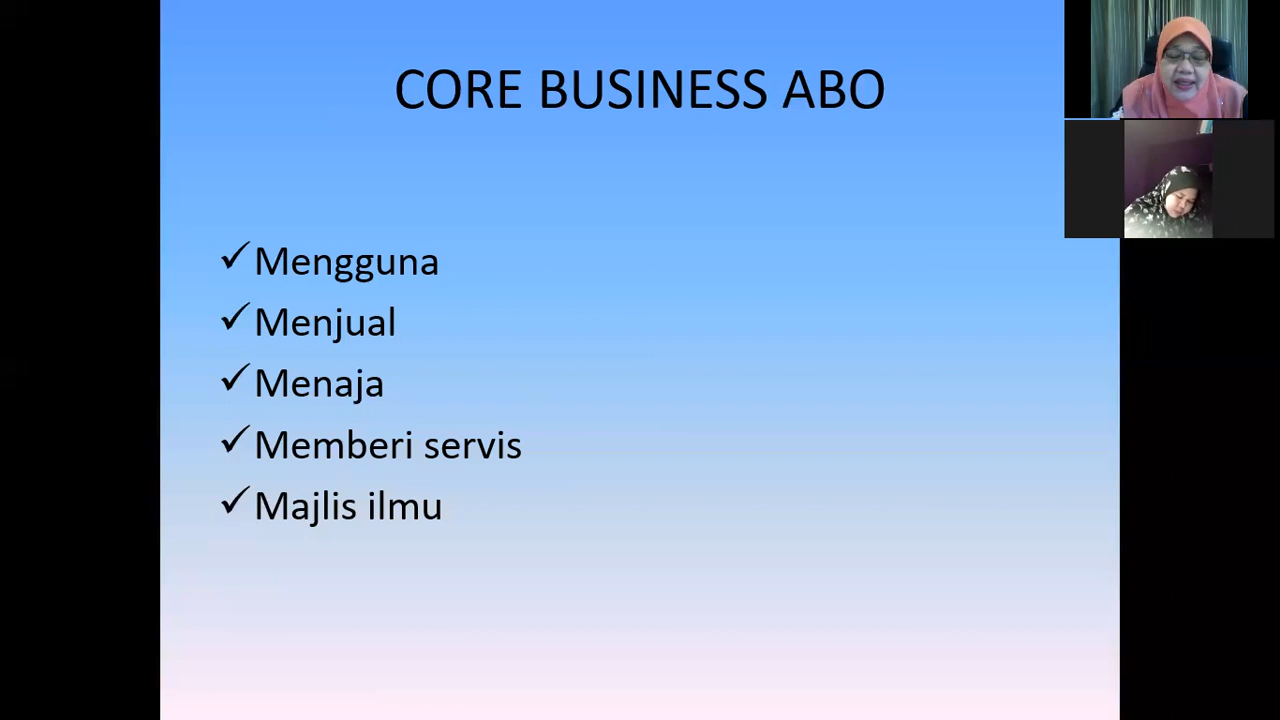 CORE BUSINESS ABO
✓Mengguna
✓Menjual
✓Menaja
✓Memberi servis
✓Majlis ilmu